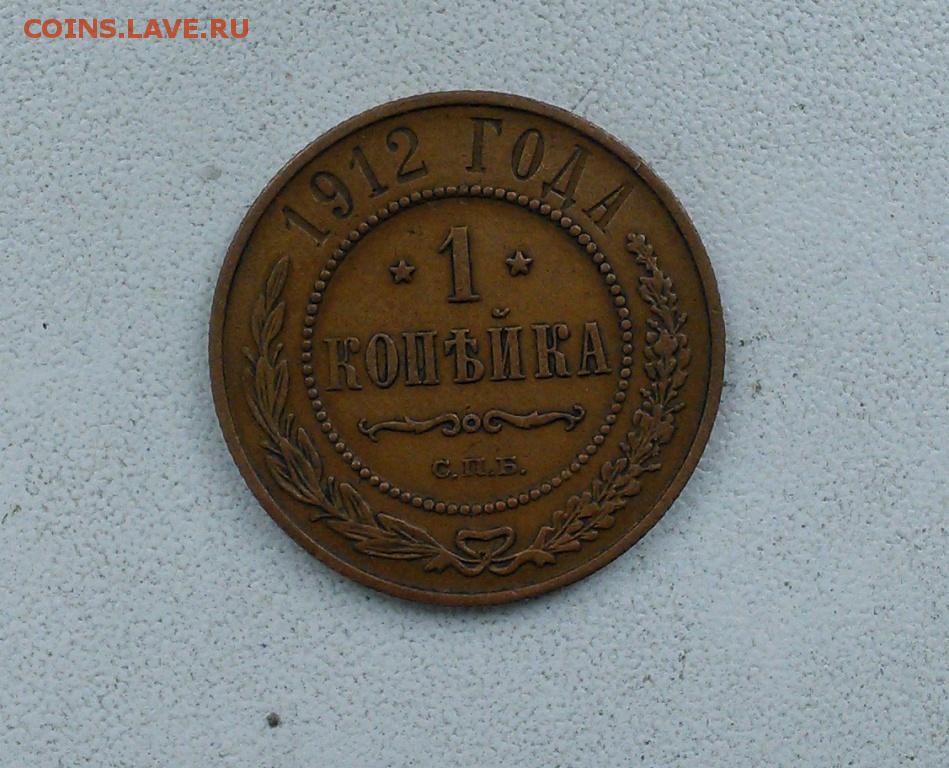 COINS.LAVE.RU
1912 ГОДА
* 1 *
КОПѢЙКА
С.П.Б.